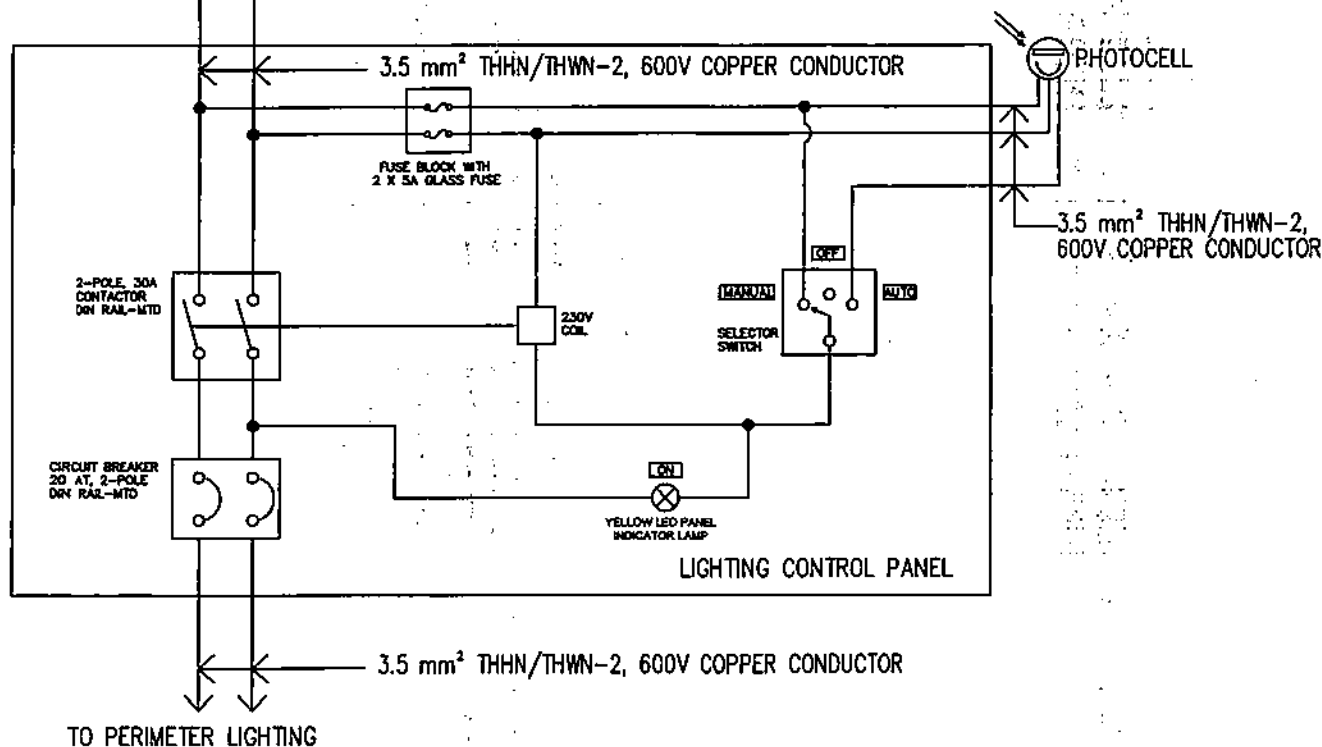 3.5 mm² THHN/THWN-2, 600V COPPER CONDUCTOR
PHOTOCELL
FUSE BLOCK WITH
2 X 5A GLASS FUSE
3.5 mm² THHN/THWN-2,
600V COPPER CONDUCTOR
OFF
2-POLE, 30A
CONTACTOR
DIN RAIL-MTD
MANUAL
AUTO
230V
COIL
SELECTOR
SWITCH
CIRCUIT BREAKER
20 AT, 2-POLE
DIN RAIL-MTD
ON
YELLOW LED PANEL
INDICATOR LAMP
LIGHTING CONTROL PANEL
3.5 mm² THHN/THWN-2, 600V COPPER CONDUCTOR
TO PERIMETER LIGHTING